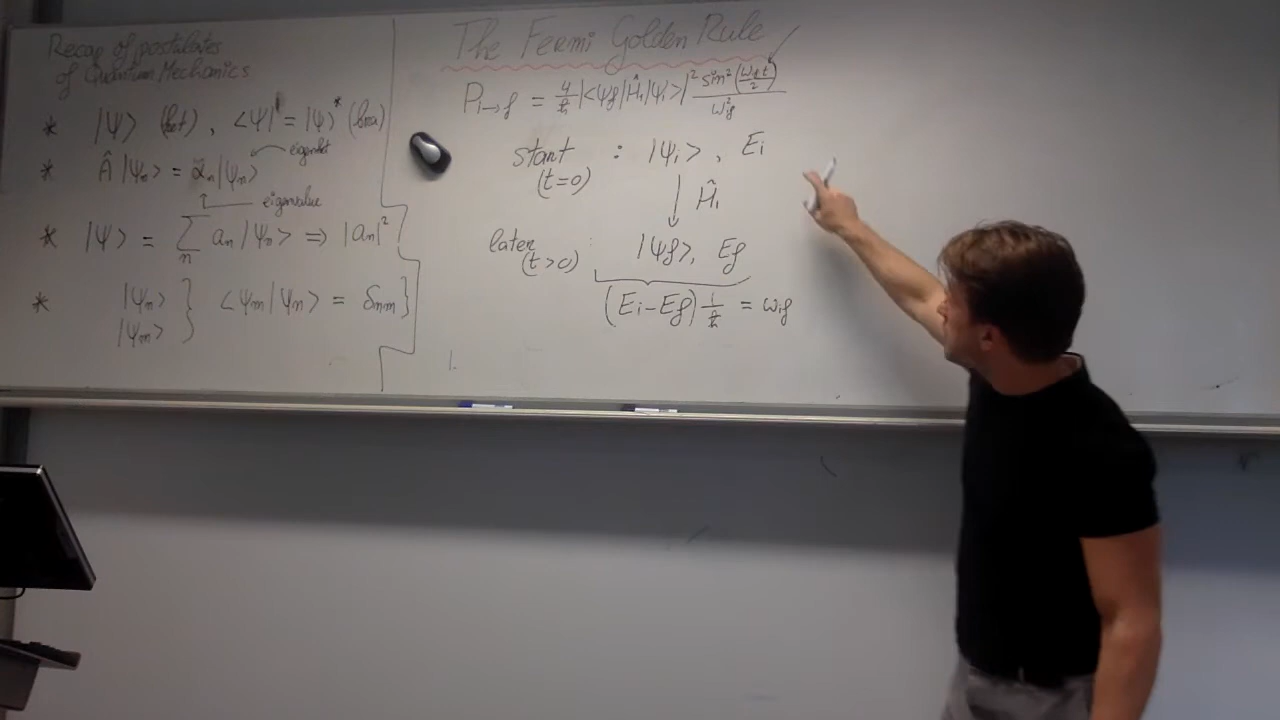 Recap of postulates
of Quantum Mechanics
* |Ψ> (ket), <Ψ| = |Ψ>* (bra)
* Â |Ψn> = αn |Ψn> eigenket
eigenvalue
* |Ψ> = Σn an |Ψn> => |an|²
* |Ψn>
|Ψm> } <Ψm|Ψn> = δnm }
The Fermi Golden Rule
Pi→f = 4/ħ |<Ψf|Ĥ1|Ψi>|² sin²(ωif t/2) / ωif²
start : |Ψi>, Ei
(t=0)
Ĥ1
later : |Ψf>, Ef
(t>0)
(Ei-Ef) 1/ħ = ωif